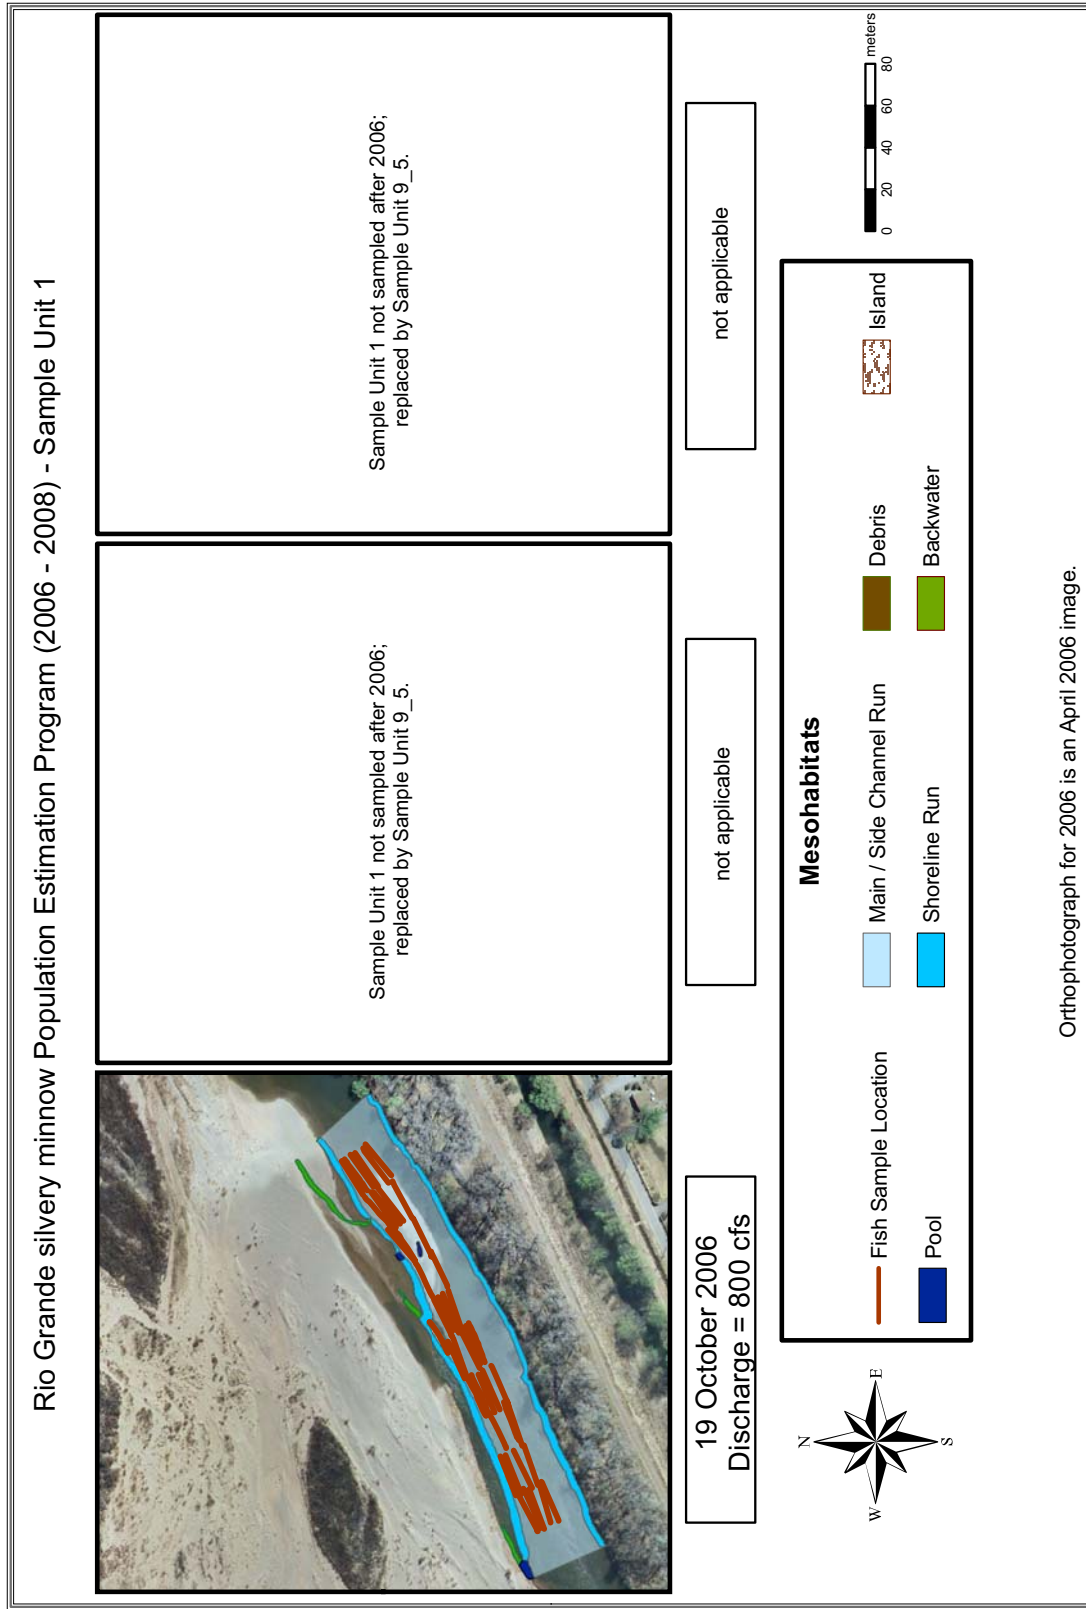 Rio Grande silvery minnow Population Estimation Program (2006 - 2008) - Sample Unit 1
Sample Unit 1 not sampled after 2006;
replaced by Sample Unit 9_5.
Sample Unit 1 not sampled after 2006;
replaced by Sample Unit 9_5.
19 October 2006
Discharge = 800 cfs
not applicable
not applicable
N
W
E
S
Mesohabitats
Fish Sample Location
Main / Side Channel Run
Debris
Island
Pool
Shoreline Run
Backwater
0 20 40 60 80
meters
Orthophotograph for 2006 is an April 2006 image.